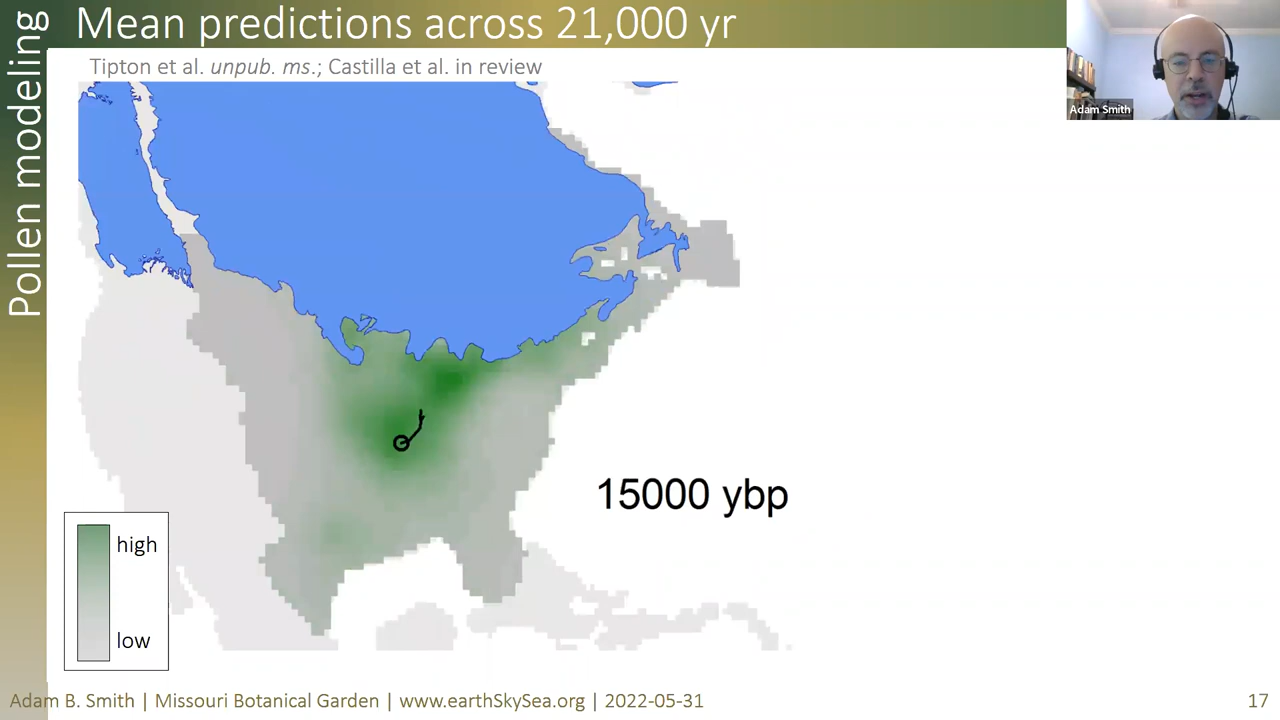 Pollen modeling
Mean predictions across 21,000 yr
Tipton et al. unpub. ms.; Castilla et al. in review
Adam Smith
15000 ybp
high
low
Adam B. Smith | Missouri Botanical Garden | www.earthSkySea.org | 2022-05-31
17